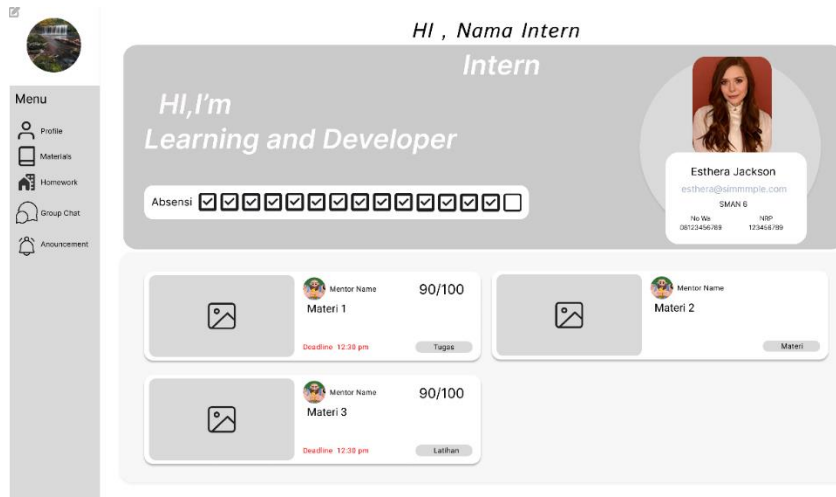 HI , Nama Intern
Menu
Profile
Materials
Homework
Group Chat
Anouncement
Intern
HI,I'm
Learning and Developer
Absensi
Esthera Jackson
esthera@simmmple.com
SMAN 6
No Wa NRP
08123456789 123456789
Mentor Name 90/100
Materi 1
Deadline 12:30 pm Tugas
Mentor Name
Materi 2
Materi
Mentor Name 90/100
Materi 3
Deadline 12:30 pm Latihan